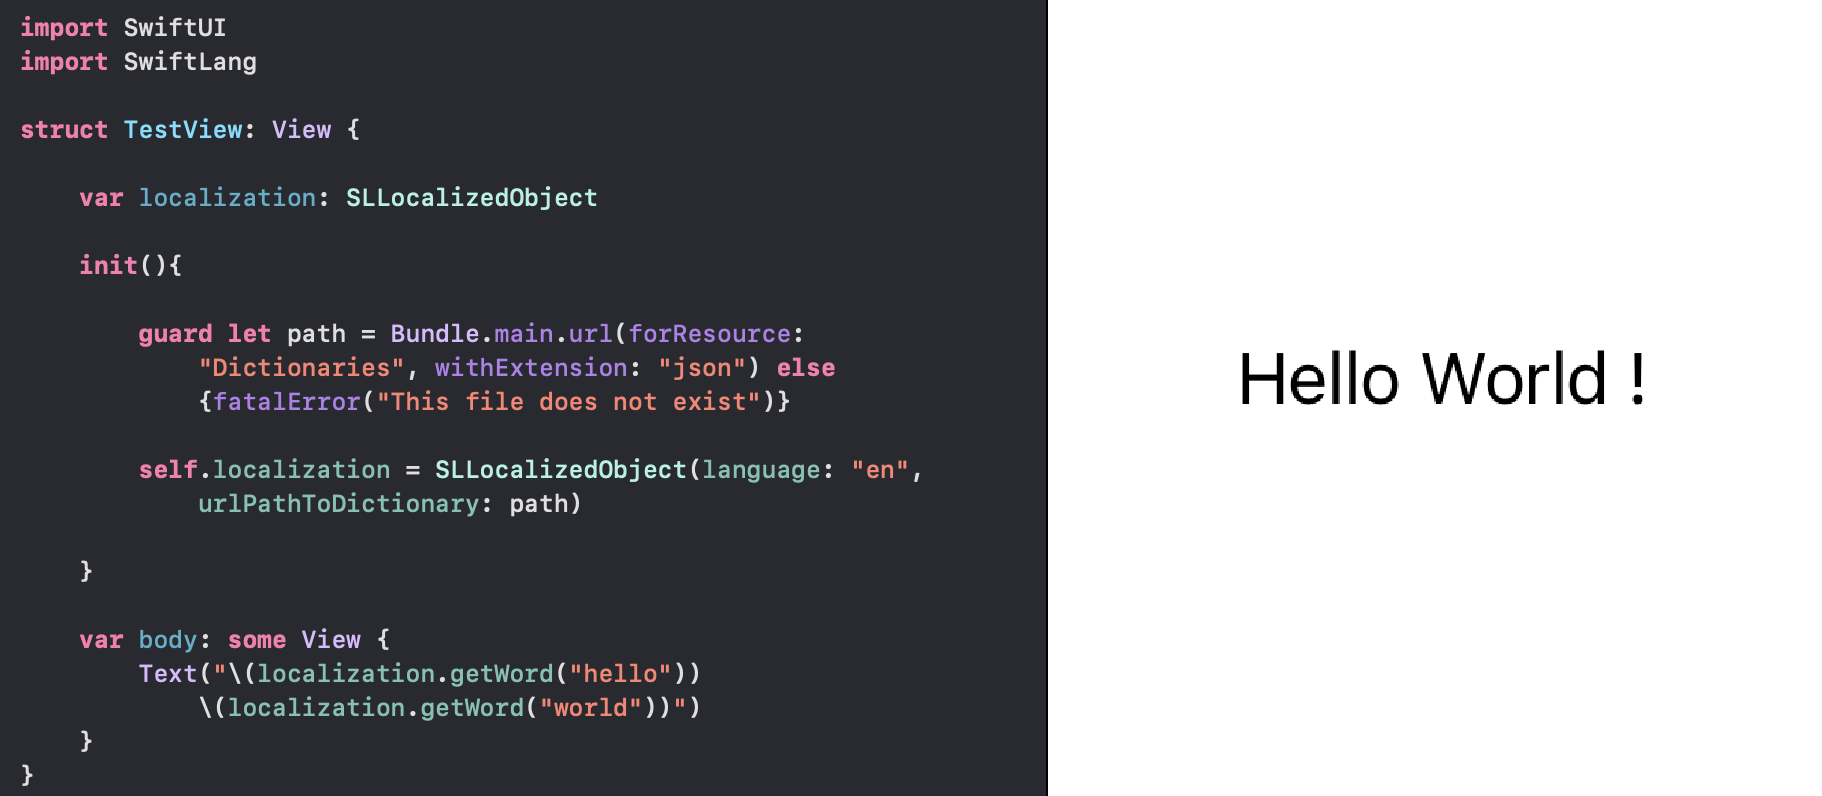 import SwiftUI
import SwiftLang
struct TestView: View {
var localization: SLLocalizedObject
init(){
guard let path = Bundle.main.url(forResource:
"Dictionaries", withExtension: "json") else
{fatalError("This file does not exist")}
self.localization = SLLocalizedObject(language: "en",
urlPathToDictionary: path)
}
var body: some View {
Text("\(localization.getWord("hello"))
\(localization.getWord("world"))")
}
}
Hello World !